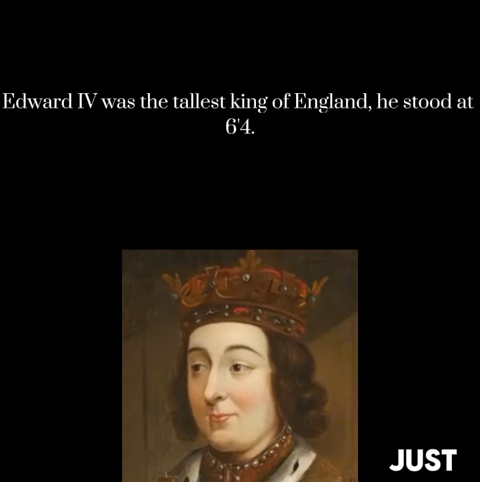 Edward IV was the tallest king of England, he stood at
6'4.
JUST